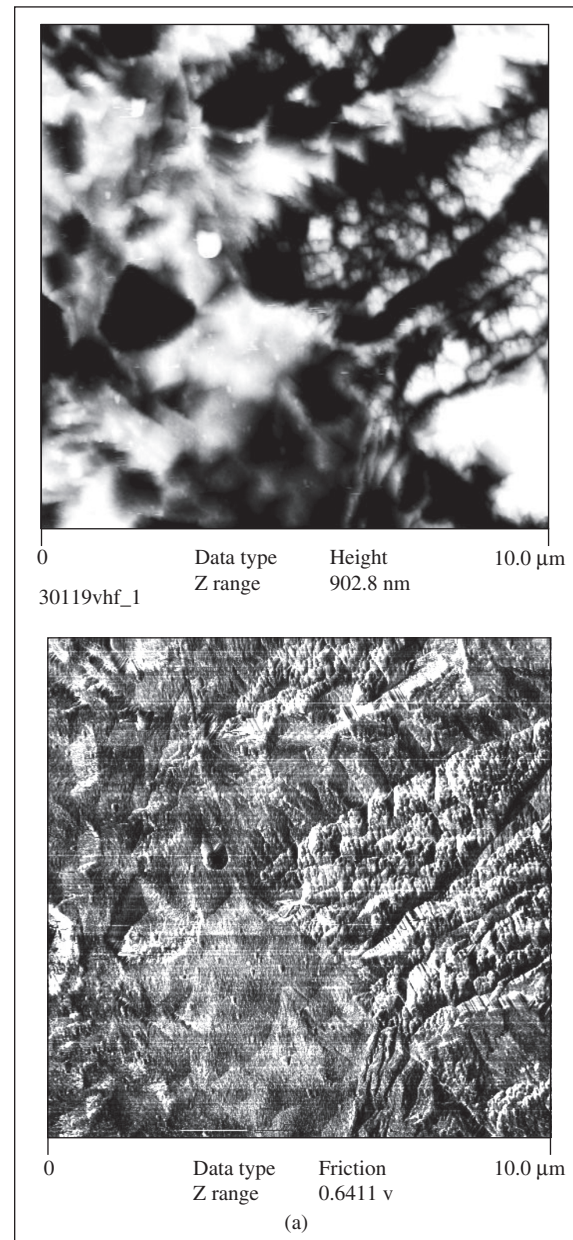 0 Data type Height 10.0 µm
Z range 902.8 nm
30119vhf_1
0 Data type Friction 10.0 µm
Z range 0.6411 v
(a)